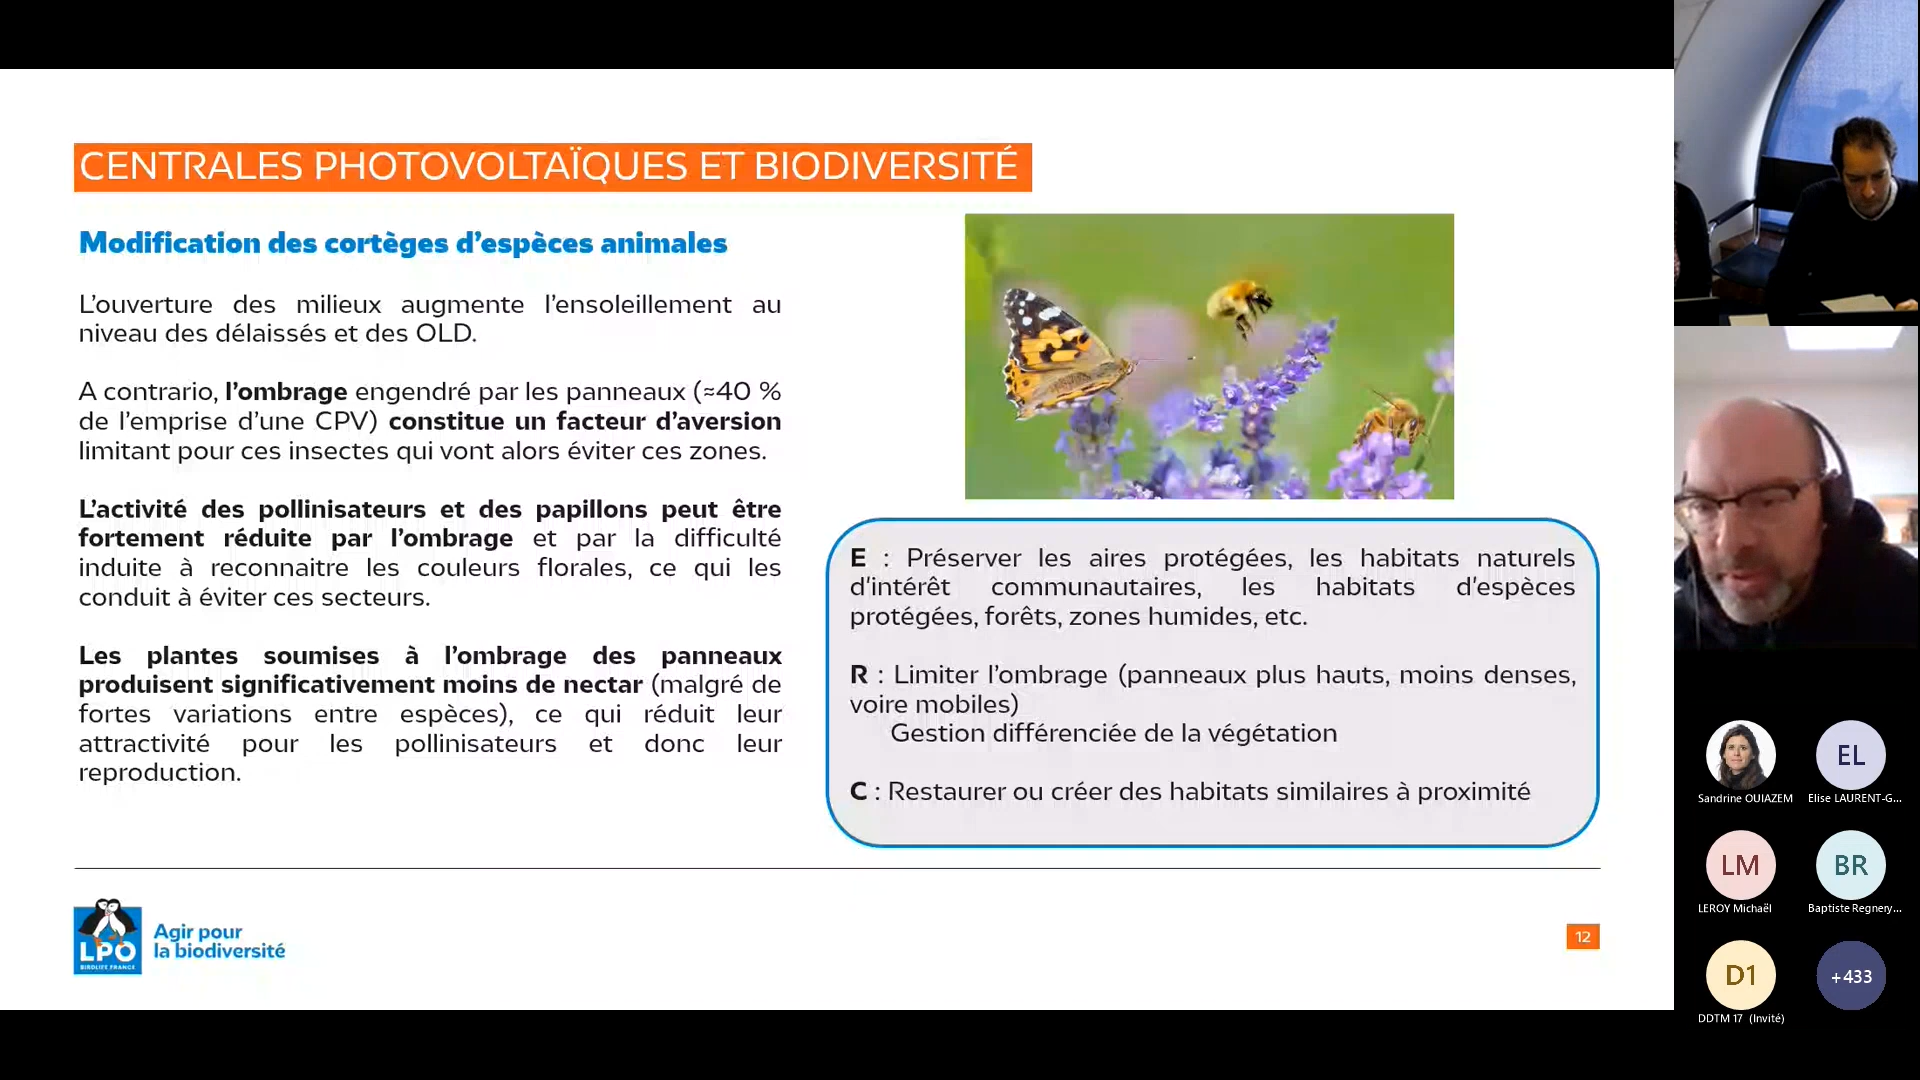 CENTRALES PHOTOVOLTAÏQUES ET BIODIVERSITÉ
Modification des cortèges d'espèces animales
L'ouverture des milieux augmente l'ensoleillement au
niveau des délaissés et des OLD.
A contrario, l'ombrage engendré par les panneaux (≈40 %
de l'emprise d'une CPV) constitue un facteur d'aversion
limitant pour ces insectes qui vont alors éviter ces zones.
L'activité des pollinisateurs et des papillons peut être
fortement réduite par l'ombrage et par la difficulté
induite à reconnaitre les couleurs florales, ce qui les
conduit à éviter ces secteurs.
Les plantes soumises à l'ombrage des panneaux
produisent significativement moins de nectar (malgré de
fortes variations entre espèces), ce qui réduit leur
attractivité pour les pollinisateurs et donc leur
reproduction.
E : Préserver les aires protégées, les habitats naturels
d'intérêt communautaires, les habitats d'espèces
protégées, forêts, zones humides, etc.
R : Limiter l'ombrage (panneaux plus hauts, moins denses,
voire mobiles)
Gestion différenciée de la végétation
C : Restaurer ou créer des habitats similaires à proximité
LPO
BIRDLIFE FRANCE
Agir pour
la biodiversité
12
EL
Sandrine OUIAZEM
Elise LAURENT-G...
LM
BR
LEROY Michaël
Baptiste Regnery...
D1
+433
DDTM 17 (Invité)